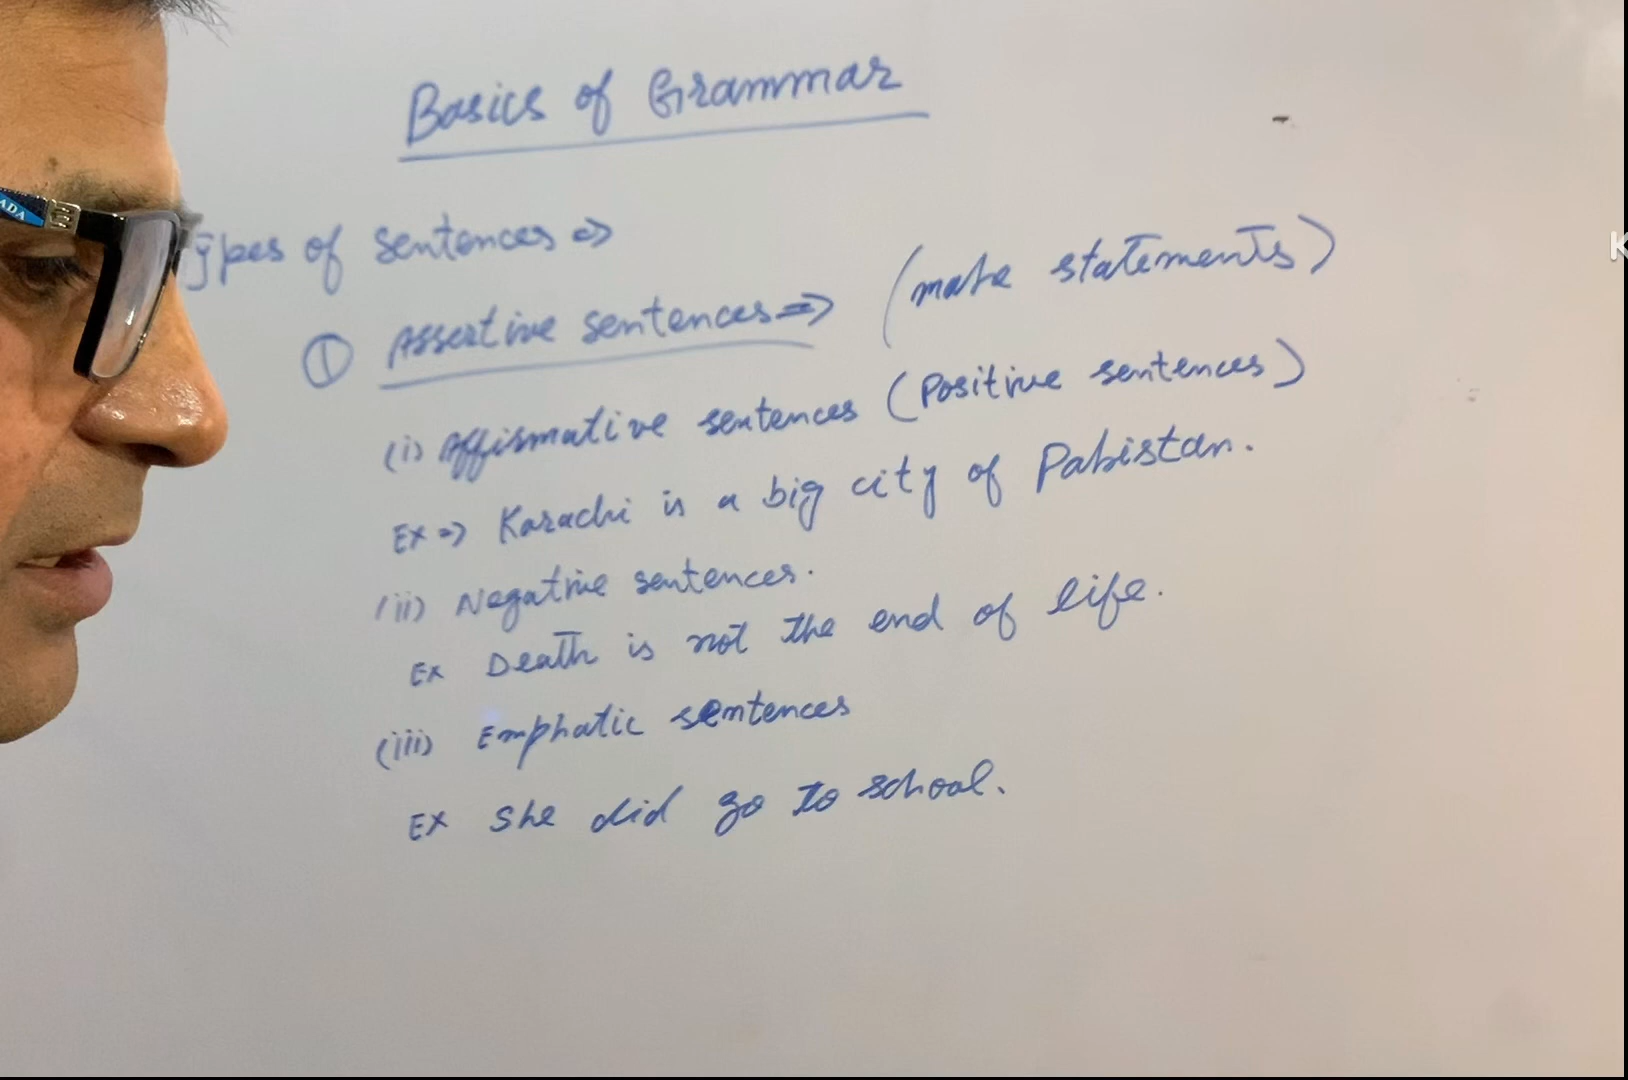 Basics of Grammar
Types of sentences =>
① Assertive sentences => (make statements)
(i) Affirmative sentences (Positive sentences)
Ex => Karachi is a big city of Pakistan.
(ii) Negative sentences.
Ex Death is not the end of life.
(iii) Emphatic sentences
Ex She did go to school.
ADA
K